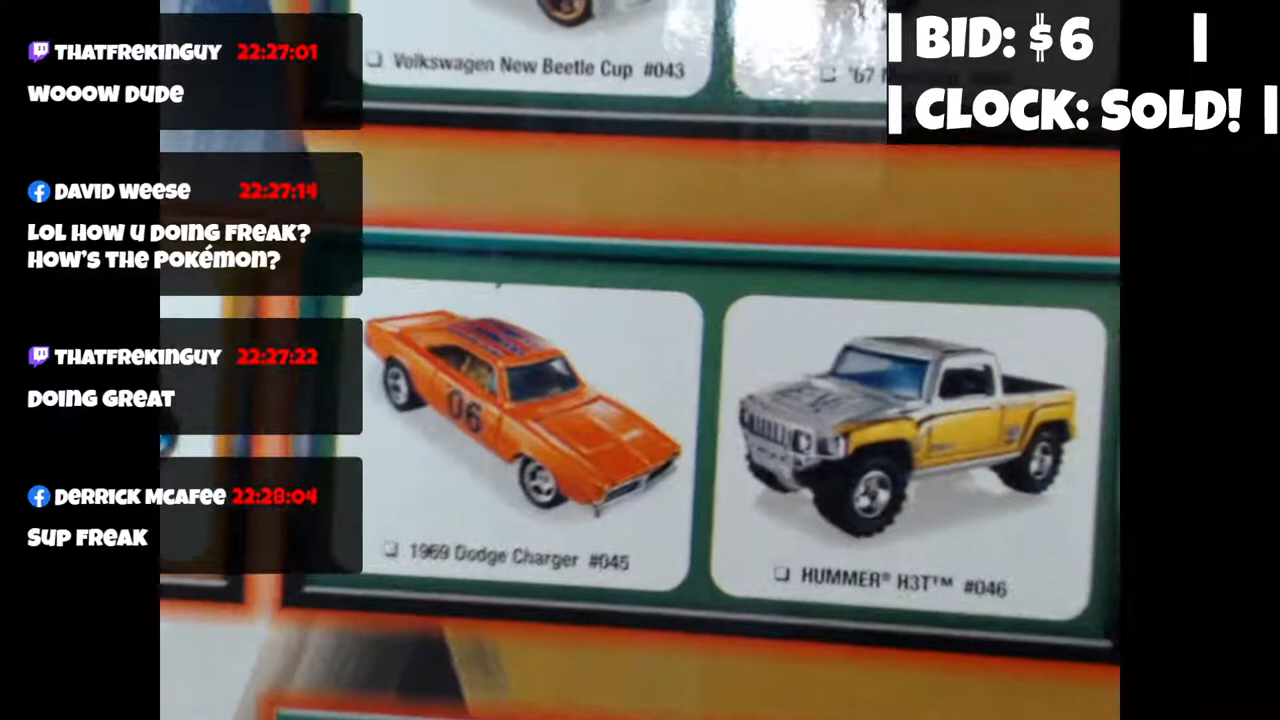 THATFREKINGUY 22:27:01
WOOOW DUDE
DAVID WEESE 22:27:14
LOL HOW U DOING FREAK?
HOW'S THE POKÉMON?
THATFREKINGUY 22:27:22
DOING GREAT
DERRICK MCAFEE 22:28:04
SUP FREAK
| BID: $6 |
| CLOCK: SOLD! |
Volkswagen New Beetle Cup #043
'67
06
1969 Dodge Charger #045
HUMMER® H3T™ #046